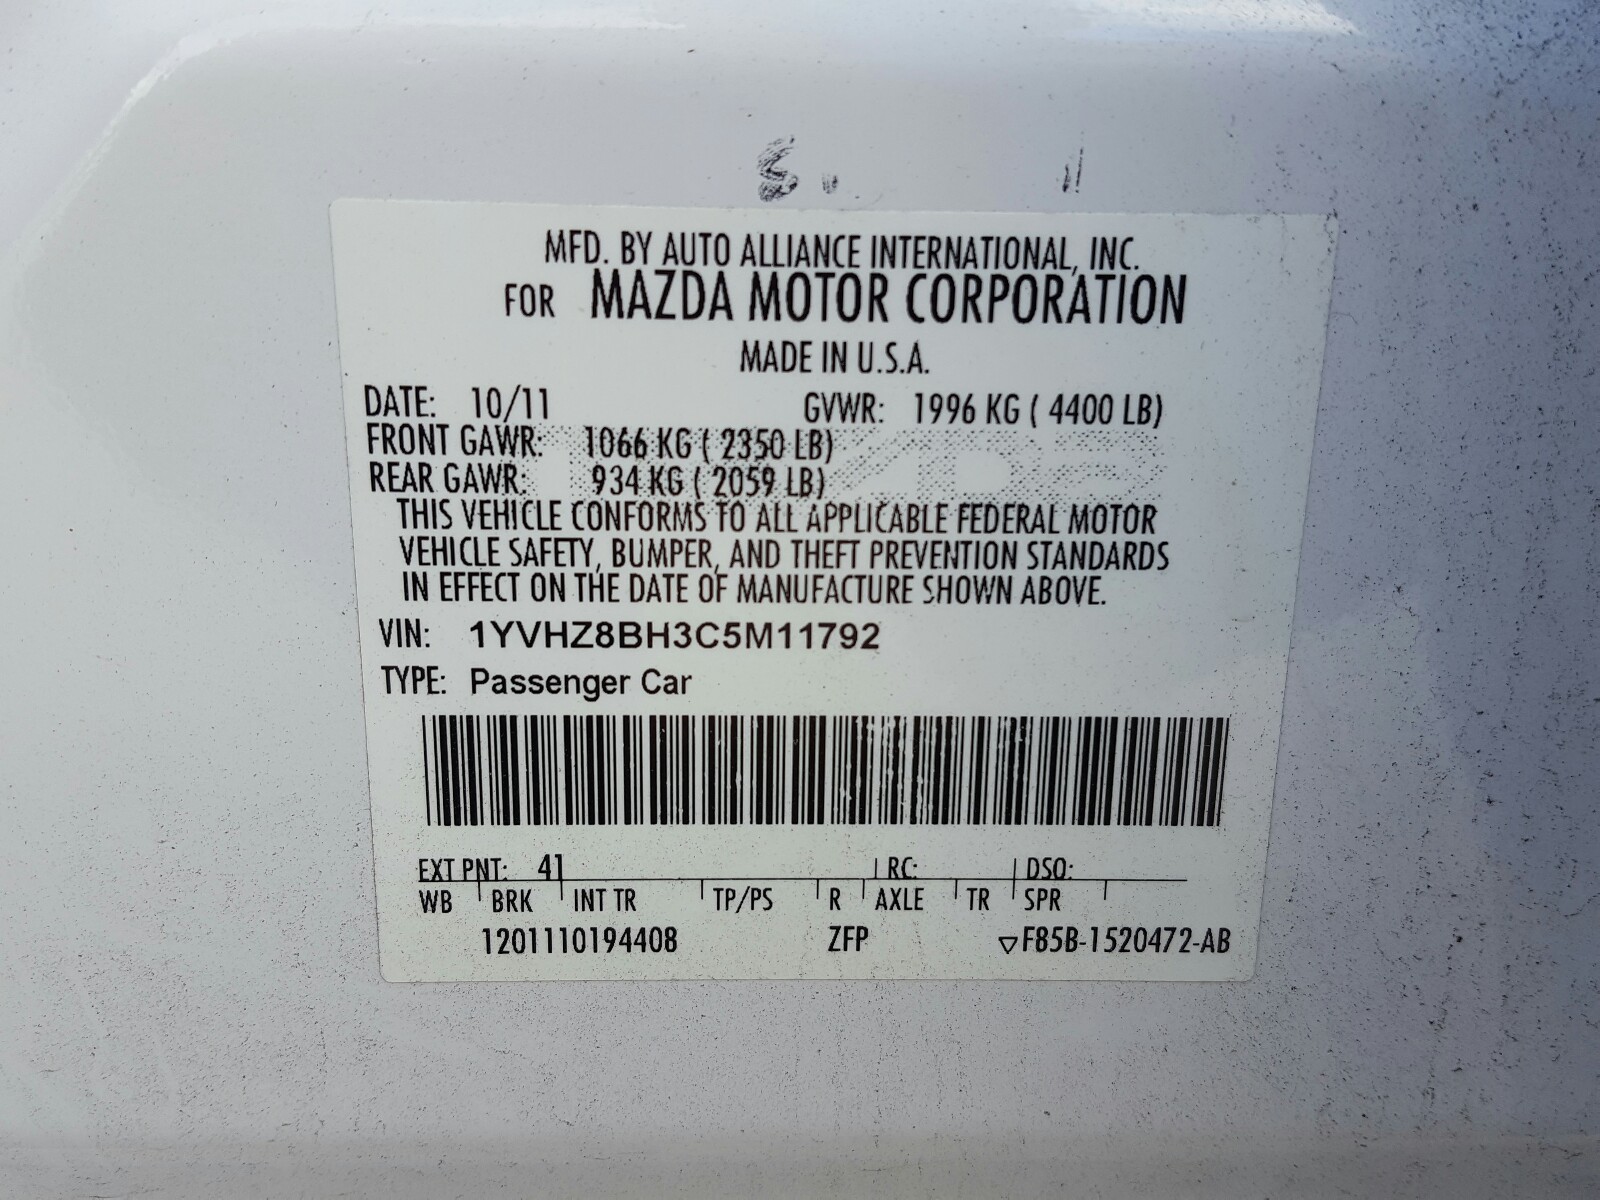 MFD. BY AUTO ALLIANCE INTERNATIONAL, INC.
FOR MAZDA MOTOR CORPORATION
MADE IN U.S.A.
DATE: 10/11 GVWR: 1996 KG ( 4400 LB)
FRONT GAWR: 1066 KG ( 2350 LB)
REAR GAWR: 934 KG ( 2059 LB)
THIS VEHICLE CONFORMS TO ALL APPLICABLE FEDERAL MOTOR
VEHICLE SAFETY, BUMPER, AND THEFT PREVENTION STANDARDS
IN EFFECT ON THE DATE OF MANUFACTURE SHOWN ABOVE.
VIN: 1YVHZ8BH3C5M11792
TYPE: Passenger Car
EXT PNT: 41 RC: DSO:
WB BRK INT TR TP/PS R AXLE TR SPR
1201110194408 ZFP ▽F85B-1520472-AB